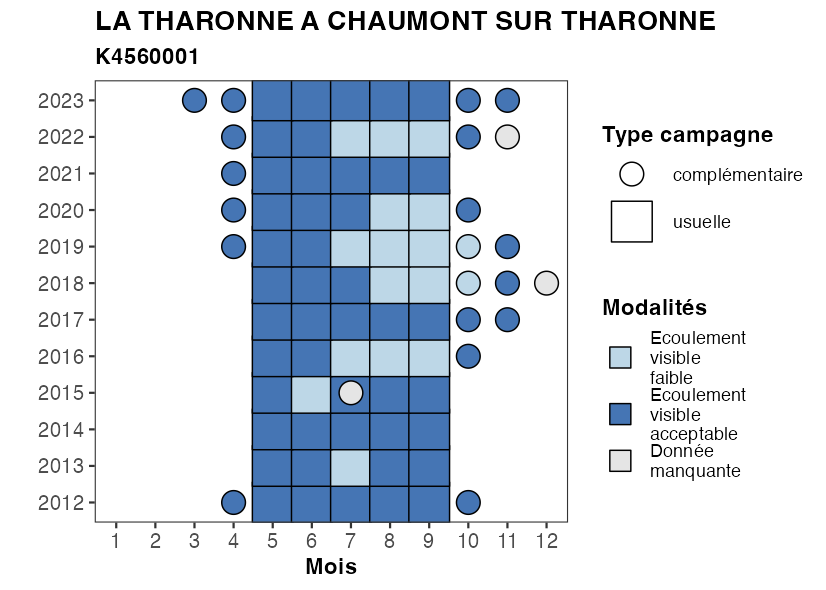 LA THARONNE A CHAUMONT SUR THARONNE
K4560001
2023
2022
2021
2020
2019
2018
2017
2016
2015
2014
2013
2012
1 2 3 4 5 6 7 8 9 10 11 12
Mois
Type campagne
complémentaire
usuelle
Modalités
Ecoulement
visible
faible
Ecoulement
visible
acceptable
Donnée
manquante